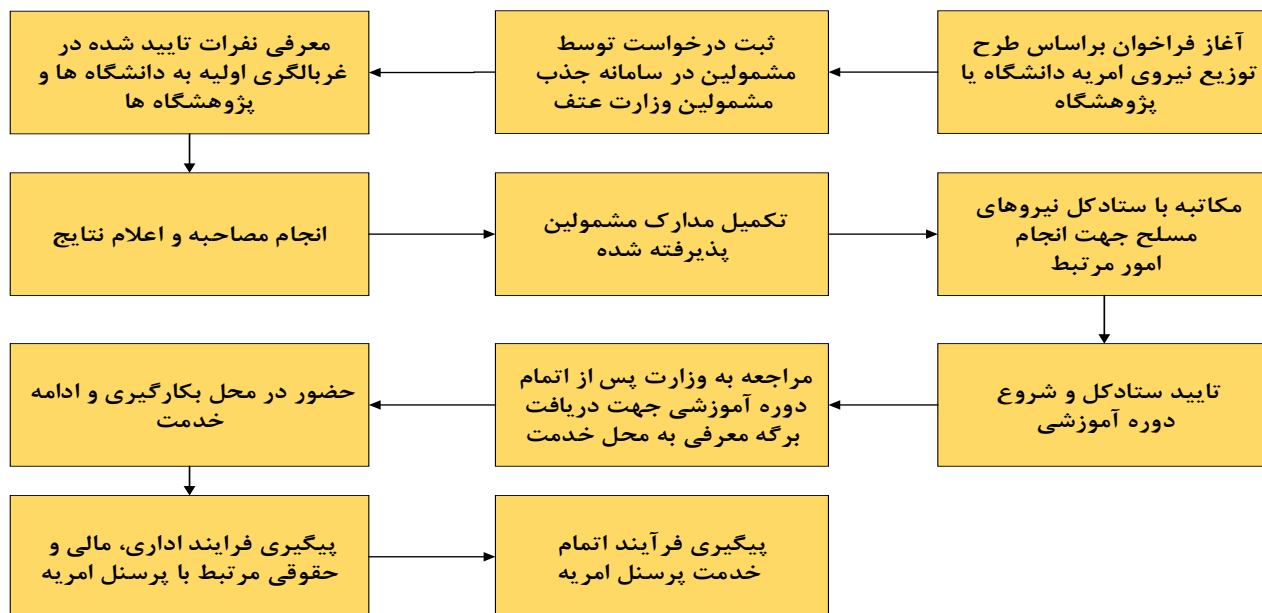 آغاز فراخوان براساس طرح
توزیع نیروی امریه دانشگاه یا
پژوهشگاه
ثبت درخواست توسط
مشمولین در سامانه جذب
مشمولین وزارت عتف
معرفی نفرات تایید شده در
غربالگری اولیه به دانشگاه ها و
پژوهشگاه ها
انجام مصاحبه و اعلام نتایج
تکمیل مدارک مشمولین
پذیرفته شده
مکاتبه با ستادکل نیروهای
مسلح جهت انجام
امور مرتبط
تایید ستادکل و شروع
دوره آموزشی
مراجعه به وزارت پس از اتمام
دوره آموزشی جهت دریافت
برگه معرفی به محل خدمت
حضور در محل بکارگیری و ادامه
خدمت
پیگیری فرایند اداری، مالی و
حقوقی مرتبط با پرسنل امریه
پیگیری فرآیند اتمام
خدمت پرسنل امریه